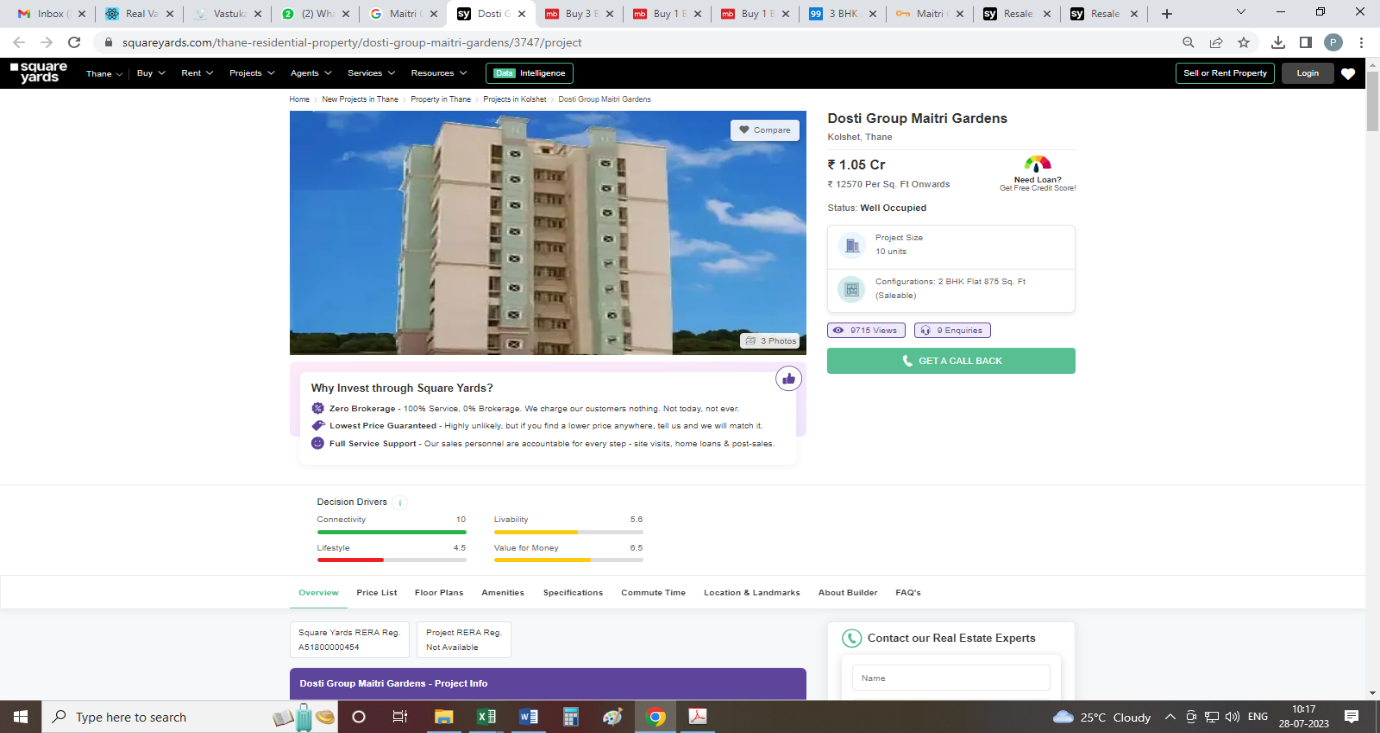 Inbox (
Real Va
Vastuka
(2) Wha
Maitri G
Dosti G
Buy 3 B
Buy 1 B
Buy 1 B
3 BHK
Maitri
Resale
Resale
squareyards.com/thane-residential-property/dosti-group-maitri-gardens/3747/project
P
square
yards
Thane
Buy
Rent
Projects
Agents
Services
Resources
Data Intelligence
Sell or Rent Property
Login
Home > New Projects in Thane > Property in Thane > Projects in Kolshet > Dosti Group Maitri Gardens
Compare
3 Photos
Dosti Group Maitri Gardens
Kolshet, Thane
₹ 1.05 Cr
₹ 12570 Per Sq. Ft Onwards
Need Loan?
Get Free Credit Score!
Status: Well Occupied
Project Size
10 units
Configurations: 2 BHK Flat 875 Sq. Ft
(Saleable)
9715 Views
9 Enquiries
GET A CALL BACK
Why Invest through Square Yards?
Zero Brokerage - 100% Service, 0% Brokerage. We charge our customers nothing. Not today, not ever.
Lowest Price Guaranteed - Highly unlikely, but if you find a lower price anywhere, tell us and we will match it.
Full Service Support - Our sales personnel are accountable for every step - site visits, home loans & post-sales.
Decision Drivers i
Connectivity 10
Livability 5.6
Lifestyle 4.5
Value for Money 6.5
Overview
Price List
Floor Plans
Amenities
Specifications
Commute Time
Location & Landmarks
About Builder
FAQ's
Square Yards RERA Reg.
A51800000454
Project RERA Reg.
Not Available
Dosti Group Maitri Gardens - Project Info
Contact our Real Estate Experts
Name
Type here to search
25°C Cloudy
ENG
10:17
28-07-2023